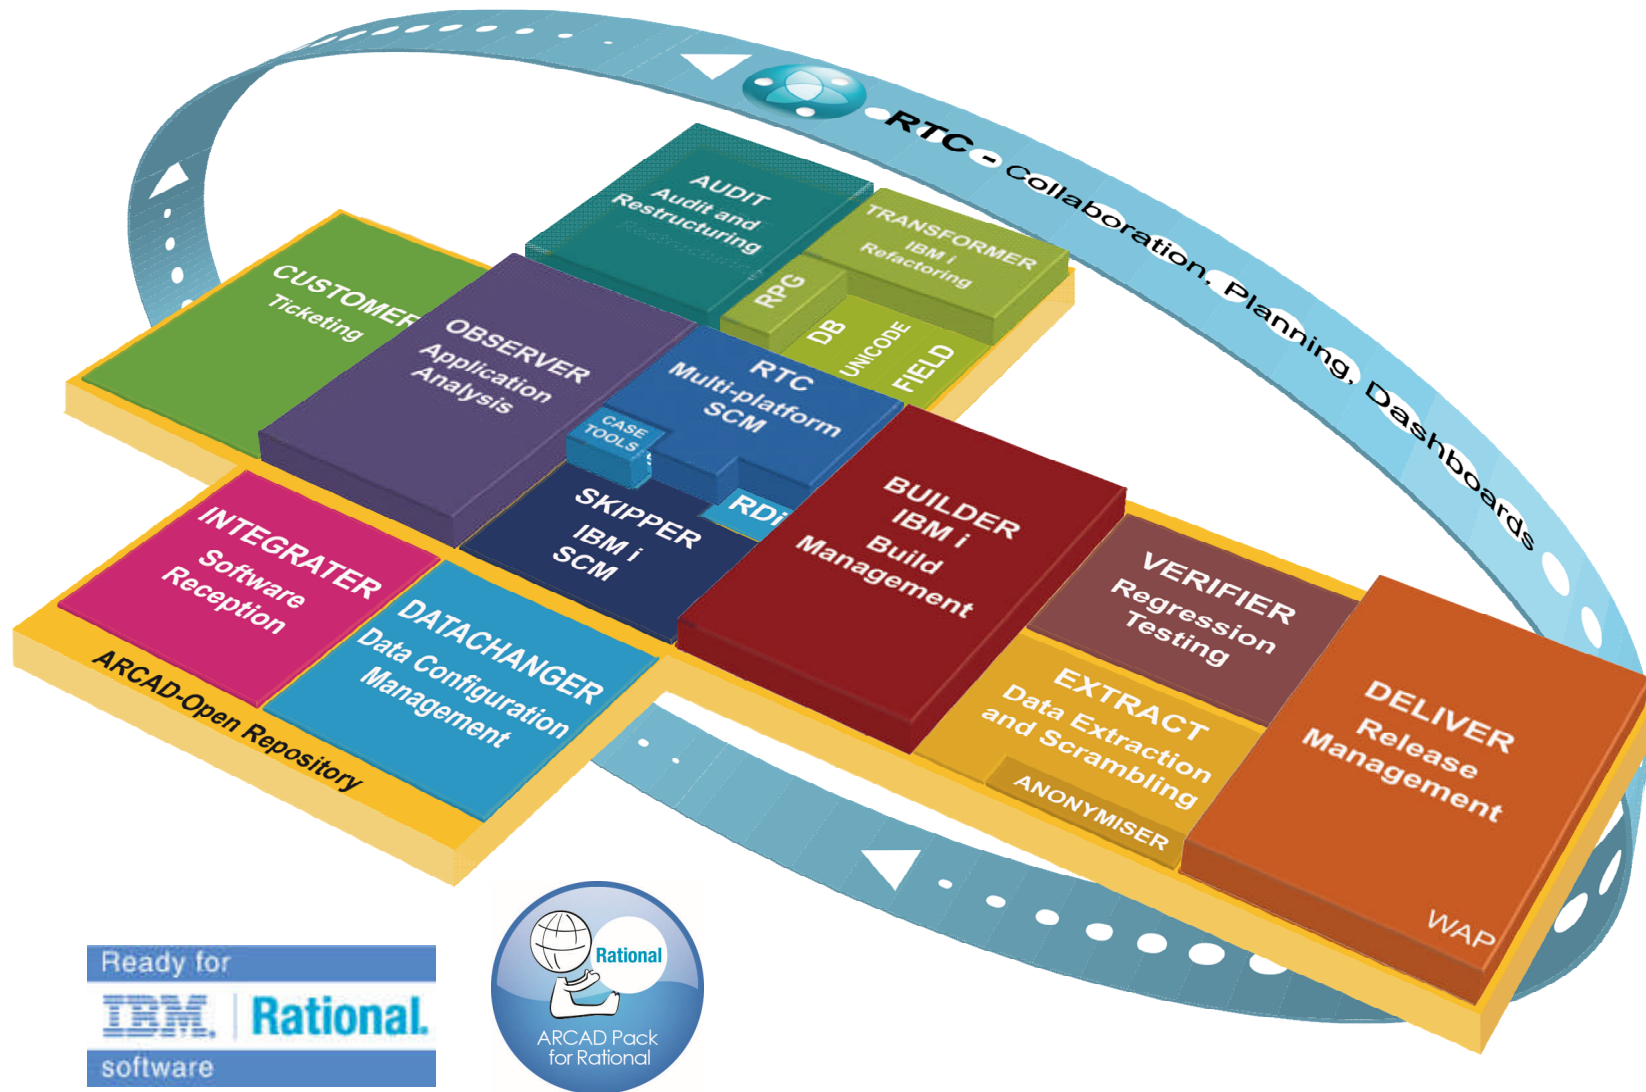 RTC - Collaboration, Planning, Dashboards
AUDIT
Audit and
Restructuring
TRANSFORMER
IBM i
Refactoring
RPG
DB
UNICODE
FIELD
CUSTOMER
Ticketing
OBSERVER
Application
Analysis
RTC
Multi-platform
SCM
CASE
TOOLS
RDi
SKIPPER
IBM i
SCM
BUILDER
IBM i
Build
Management
INTEGRATER
Software
Reception
DATACHANGER
Data Configuration
Management
VERIFIER
Regression
Testing
EXTRACT
Data Extraction
and Scrambling
ANONYMISER
DELIVER
Release
Management
WAP
ARCAD-Open Repository
Ready for
IBM. Rational.
software
Rational
ARCAD Pack
for Rational